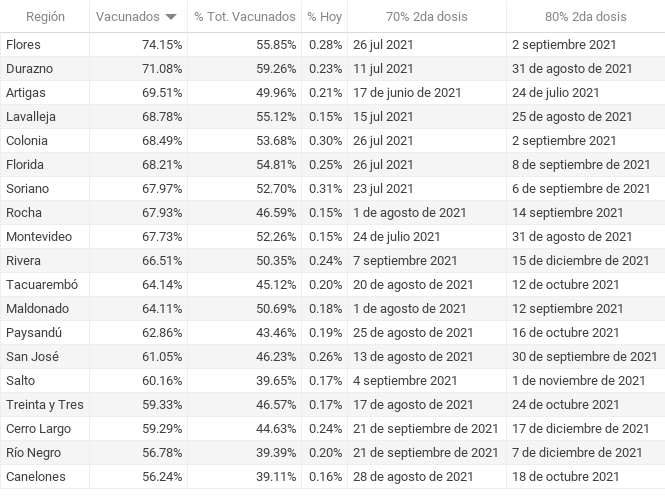 Región Vacunados % Tot. Vacunados % Hoy 70% 2da dosis 80% 2da dosis
Flores 74.15% 55.85% 0.28% 26 jul 2021 2 septiembre 2021
Durazno 71.08% 59.26% 0.23% 11 jul 2021 31 de agosto de 2021
Artigas 69.51% 49.96% 0.21% 17 de junio de 2021 24 de julio 2021
Lavalleja 68.78% 55.12% 0.15% 15 jul 2021 25 de agosto de 2021
Colonia 68.49% 53.68% 0.30% 26 jul 2021 2 septiembre 2021
Florida 68.21% 54.81% 0.25% 26 jul 2021 8 de septiembre de 2021
Soriano 67.97% 52.70% 0.31% 23 jul 2021 6 de septiembre de 2021
Rocha 67.93% 46.59% 0.15% 1 de agosto de 2021 14 septiembre 2021
Montevideo 67.73% 52.26% 0.15% 24 de julio 2021 31 de agosto de 2021
Rivera 66.51% 50.35% 0.24% 7 septiembre 2021 15 de diciembre de 2021
Tacuarembó 64.14% 45.12% 0.20% 20 de agosto de 2021 12 de octubre 2021
Maldonado 64.11% 50.69% 0.18% 1 de agosto de 2021 12 septiembre 2021
Paysandú 62.86% 43.46% 0.19% 25 de agosto de 2021 16 de octubre 2021
San José 61.05% 46.23% 0.26% 13 de agosto de 2021 30 de septiembre de 2021
Salto 60.16% 39.65% 0.17% 4 septiembre 2021 1 de noviembre de 2021
Treinta y Tres 59.33% 46.57% 0.17% 17 de agosto de 2021 24 de octubre 2021
Cerro Largo 59.29% 44.63% 0.24% 21 de septiembre de 2021 17 de diciembre de 2021
Río Negro 56.78% 39.39% 0.20% 21 de septiembre de 2021 7 de diciembre de 2021
Canelones 56.24% 39.11% 0.16% 28 de agosto de 2021 18 de octubre 2021